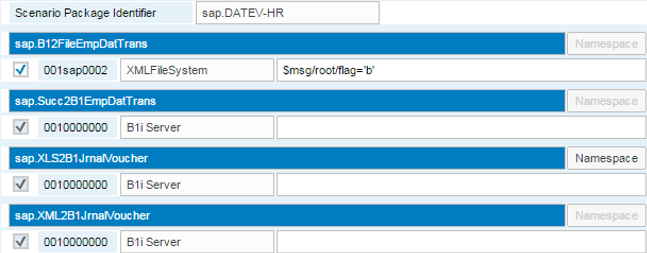 Scenario Package Identifier sap.DATEV-HR
sap.B12FileEmpDatTrans Namespace
001sap0002 XMLFileSystem $msg/root/flag='b'
sap.Succ2B1EmpDatTrans Namespace
0010000000 B1i Server
sap.XLS2B1JrnalVoucher Namespace
0010000000 B1i Server
sap.XML2B1JrnalVoucher Namespace
0010000000 B1i Server